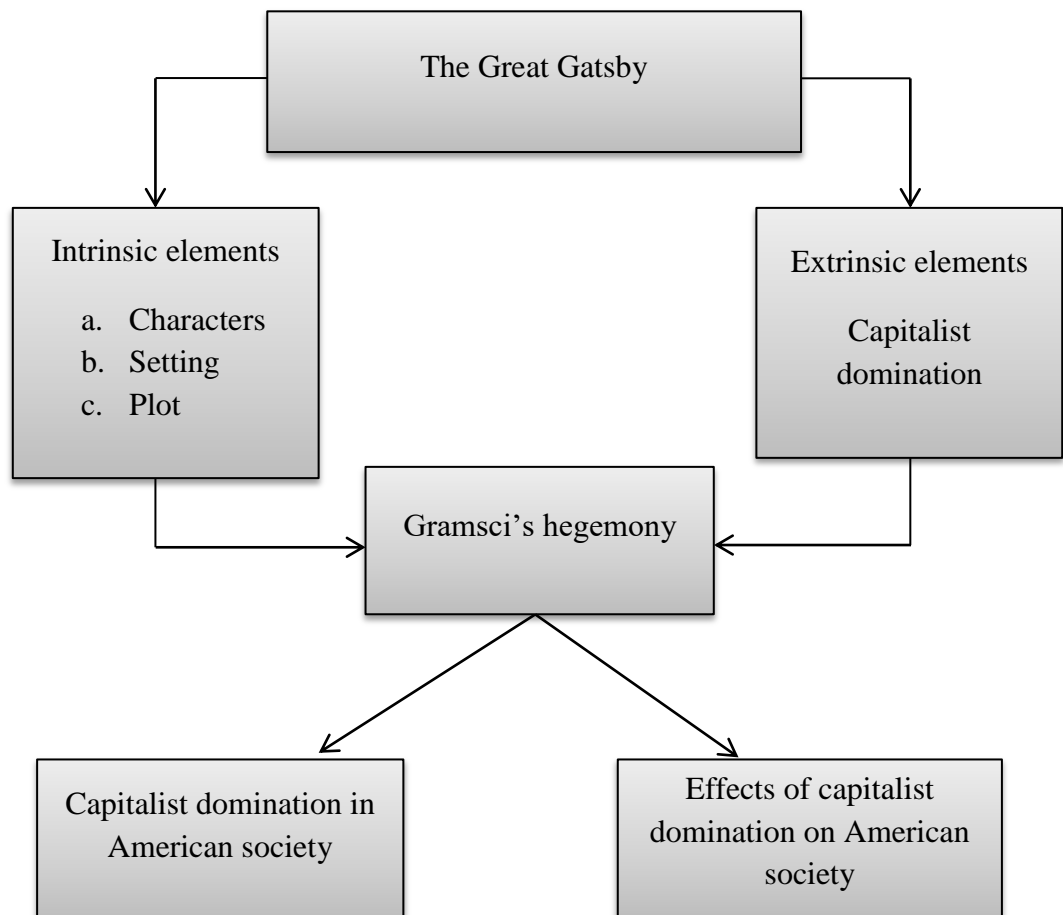 The Great Gatsby
Intrinsic elements
a. Characters
b. Setting
c. Plot
Extrinsic elements
Capitalist
domination
Gramsci’s hegemony
Capitalist domination in
American society
Effects of capitalist
domination on American
society